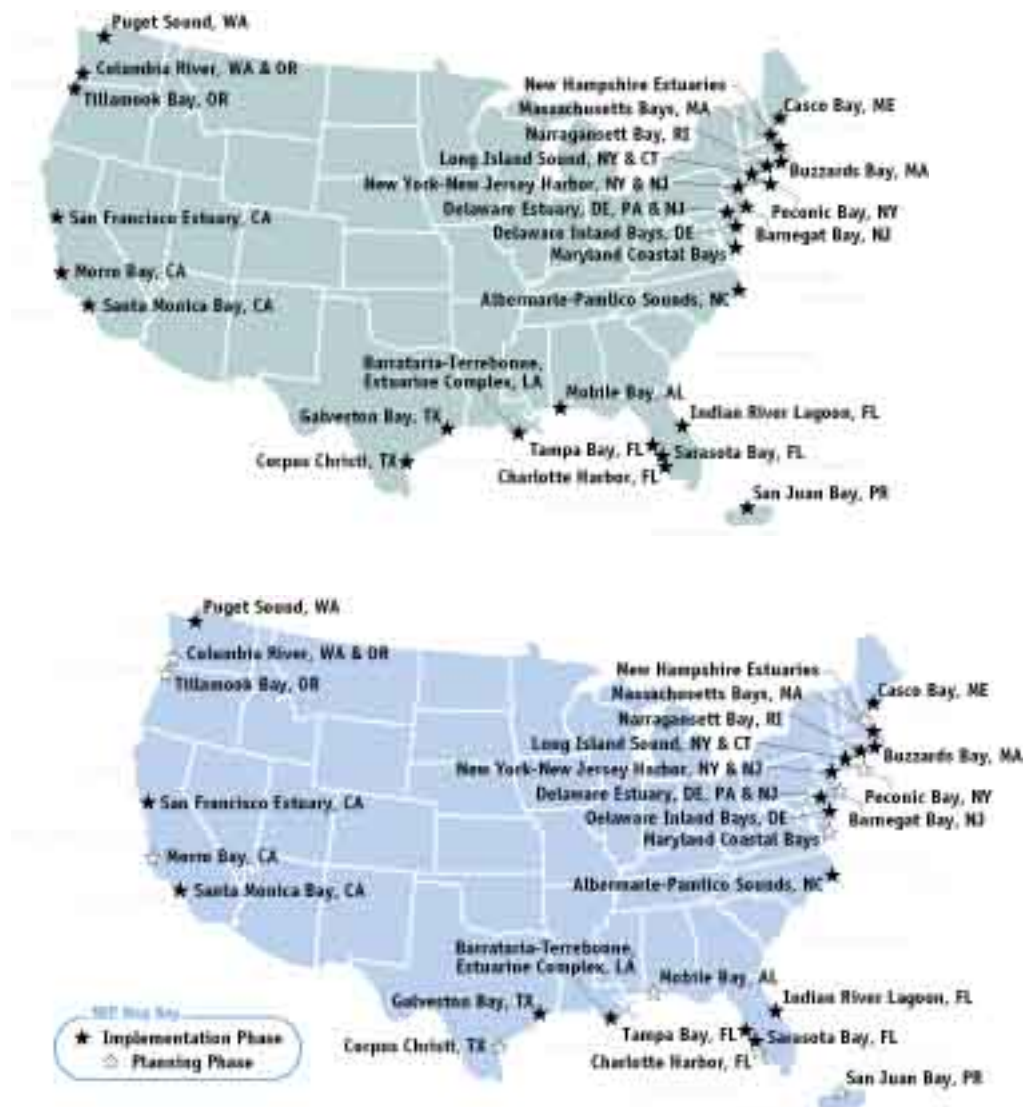 Puget Sound, WA
Columbia River, WA & OR
Tillamook Bay, OR
New Hampshire Estuaries
Massachusetts Bays, MA
Casco Bay, ME
Narragansett Bay, RI
Long Island Sound, NY & CT
Buzzards Bay, MA
New York-New Jersey Harbor, NY & NJ
San Francisco Estuary, CA
Delaware Estuary, DE, PA & NJ
Peconic Bay, NY
Delaware Inland Bays, DE
Barnegat Bay, NJ
Maryland Coastal Bays
Morro Bay, CA
Santa Monica Bay, CA
Albermarle-Pamlico Sounds, NC
Barrataria-Terrebonne,
Estuarine Complex, LA
Mobile Bay, AL
Galveston Bay, TX
Indian River Lagoon, FL
Tampa Bay, FL
Sarasota Bay, FL
Corpus Christi, TX
Charlotte Harbor, FL
San Juan Bay, PR
Puget Sound, WA
Columbia River, WA & OR
Tillamook Bay, OR
New Hampshire Estuaries
Massachusetts Bays, MA
Casco Bay, ME
Narragansett Bay, RI
Long Island Sound, NY & CT
Buzzards Bay, MA
New York-New Jersey Harbor, NY & NJ
Delaware Estuary, DE, PA & NJ
Peconic Bay, NY
San Francisco Estuary, CA
Delaware Inland Bays, DE
Barnegat Bay, NJ
Maryland Coastal Bays
Morro Bay, CA
Santa Monica Bay, CA
Albermarle-Pamlico Sounds, NC
Barrataria-Terrebonne,
Estuarine Complex, LA
Mobile Bay, AL
Galveston Bay, TX
Indian River Lagoon, FL
NEP Map Key
Implementation Phase
Planning Phase
Tampa Bay, FL
Sarasota Bay, FL
Corpus Christi, TX
Charlotte Harbor, FL
San Juan Bay, PR